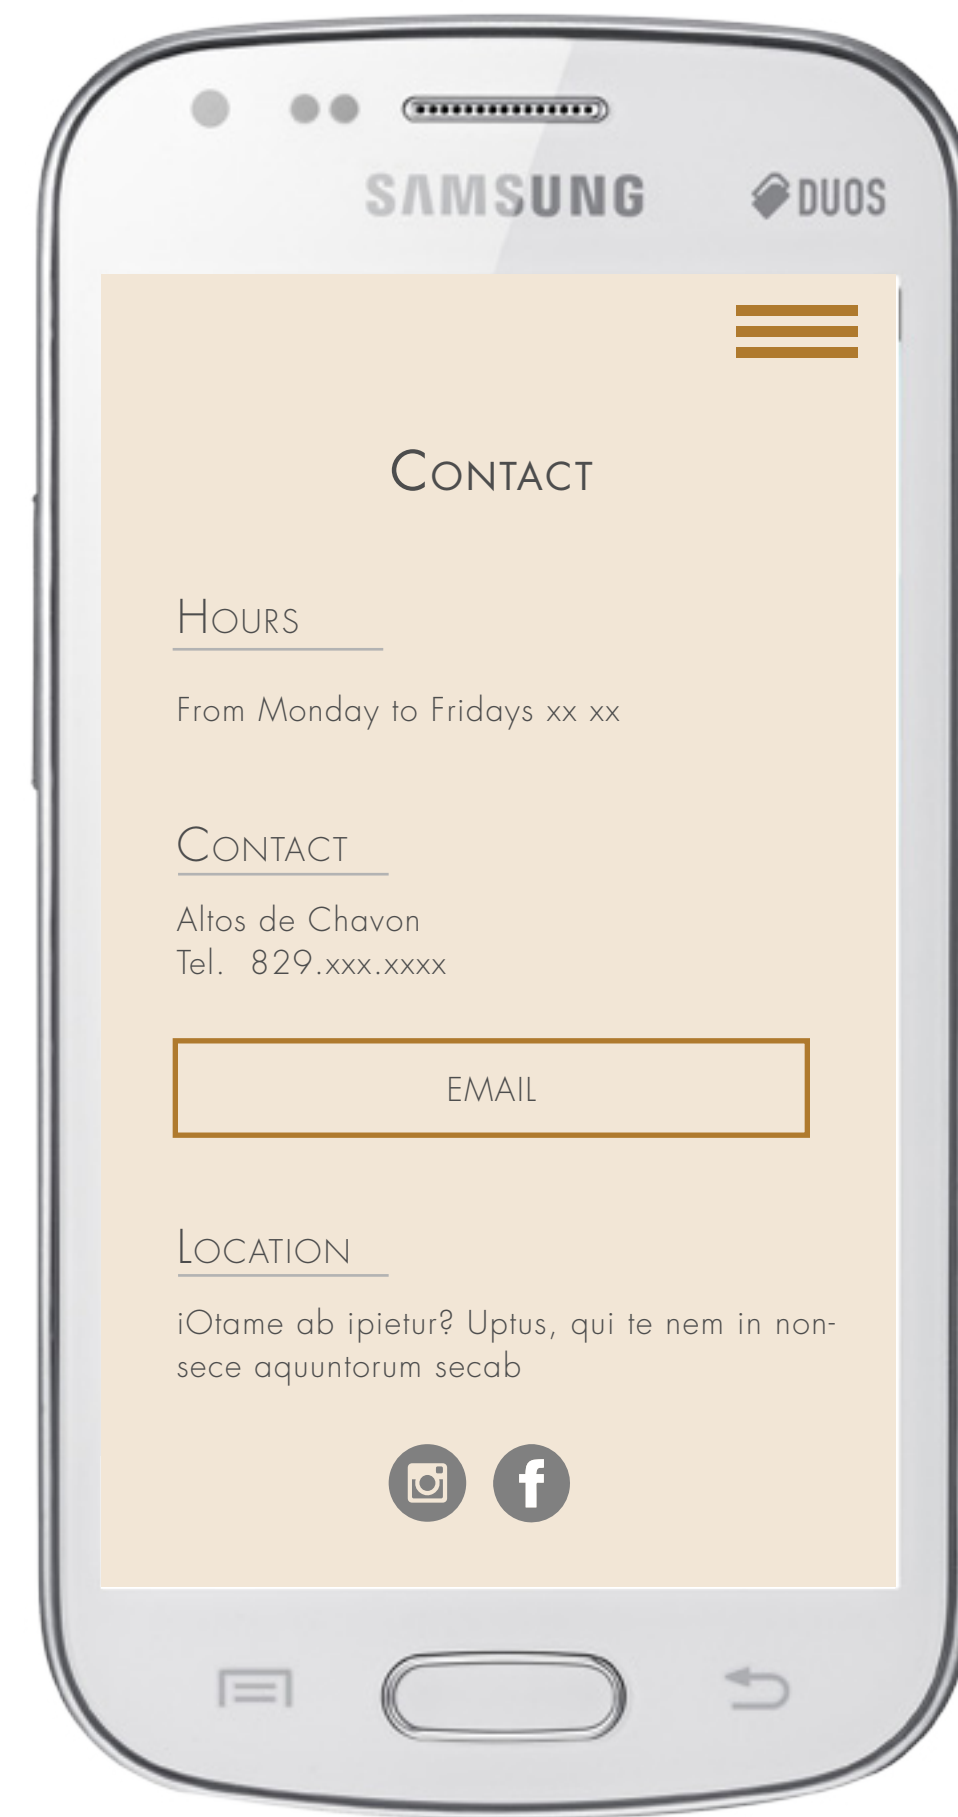 SAMSUNG DUOS
Contact
Hours
From Monday to Fridays xx xx
Contact
Altos de Chavon
Tel. 829.xxx.xxxx
EMAIL
Location
iOtame ab ipietur? Uptus, qui te nem in non-
sece aquuntorum secab
f